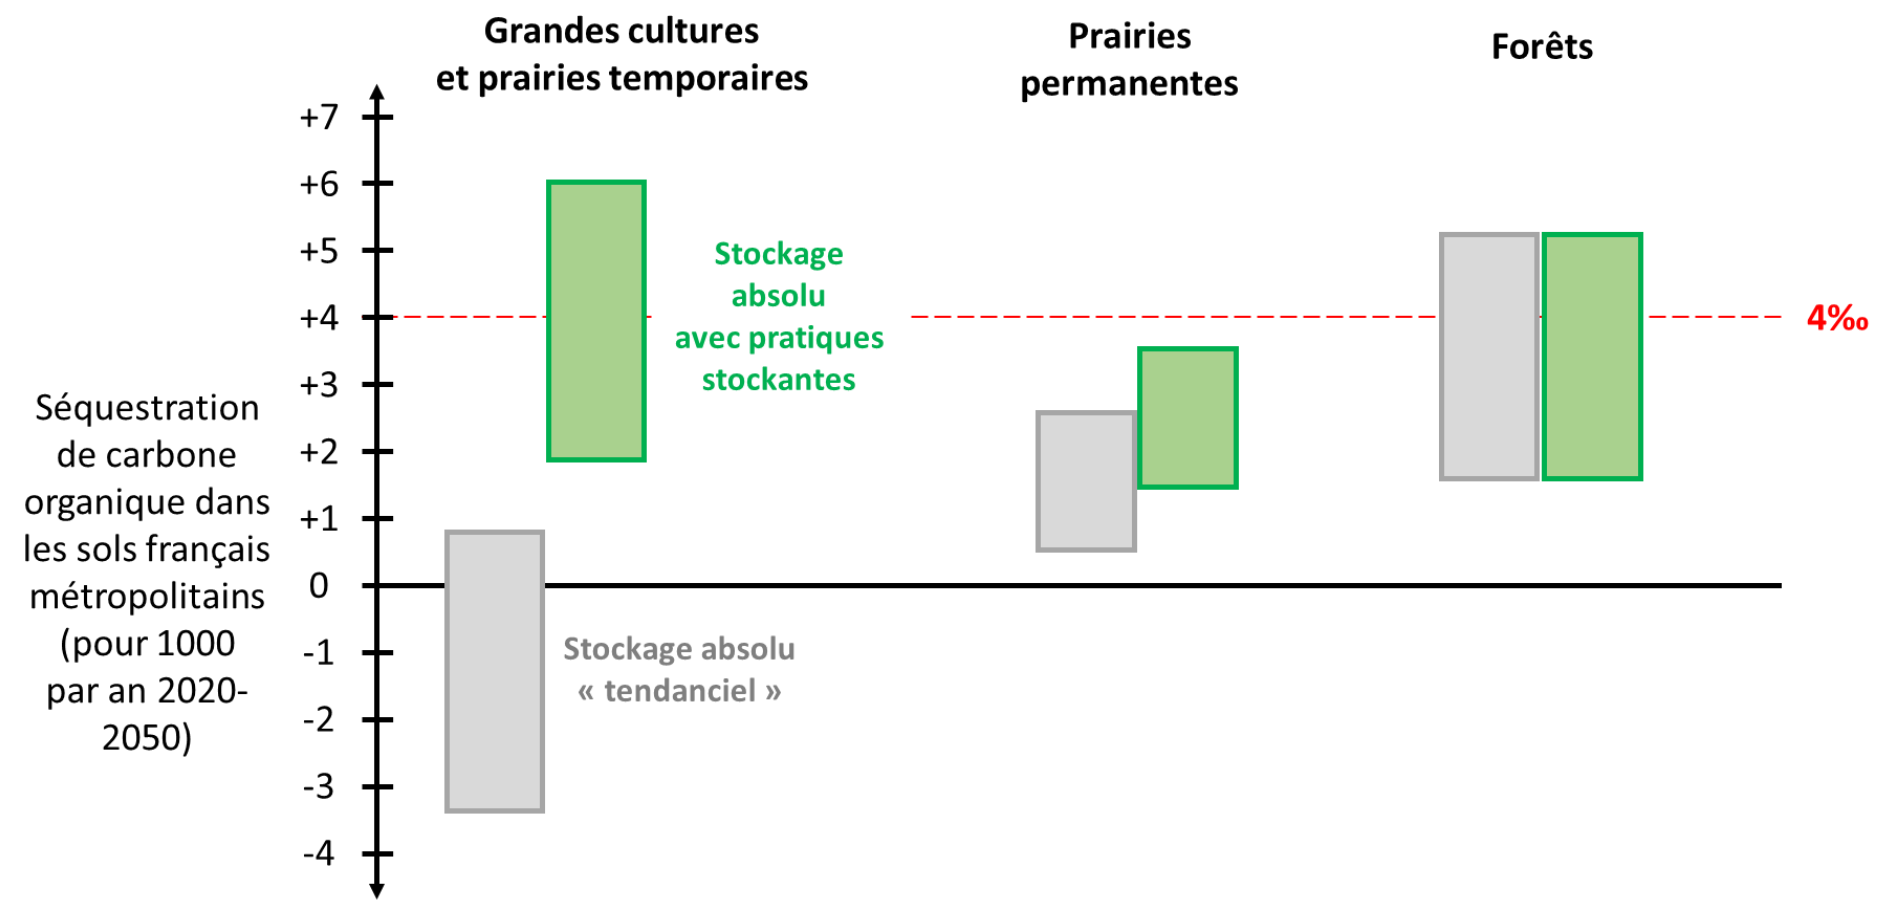 Grandes cultures
et prairies temporaires
Prairies
permanentes
Forêts
+7
+6
+5
+4
+3
+2
+1
0
-1
-2
-3
-4
Séquestration
de carbone
organique dans
les sols français
métropolitains
(pour 1000
par an 2020-
2050)
Stockage
absolu
avec pratiques
stockantes
4‰
Stockage absolu
« tendanciel »